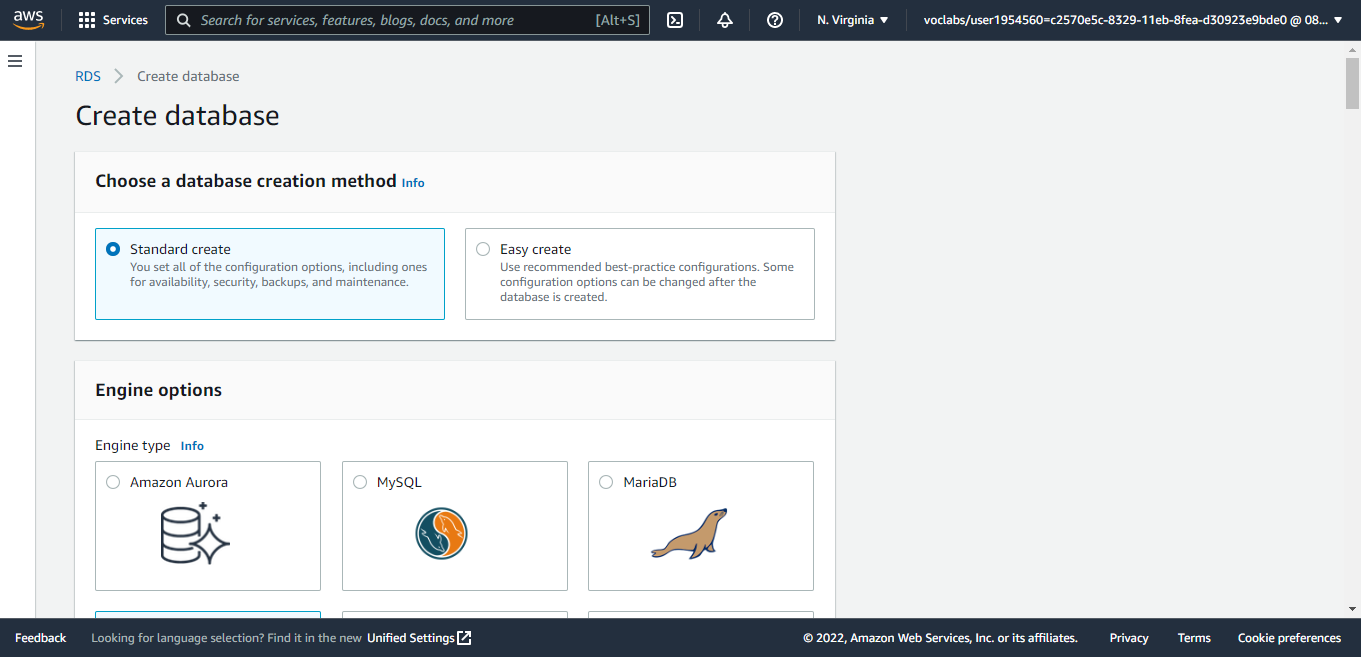 aws
Services
Search for services, features, blogs, docs, and more
[Alt+S]
N. Virginia
voclabs/user1954560=c2570e5c-8329-11eb-8fea-d30923e9bde0 @ 08...
RDS
Create database
Create database
Choose a database creation method Info
Standard create
You set all of the configuration options, including ones
for availability, security, backups, and maintenance.
Easy create
Use recommended best-practice configurations. Some
configuration options can be changed after the
database is created.
Engine options
Engine type Info
Amazon Aurora
MySQL
MariaDB
Feedback
Looking for language selection? Find it in the new Unified Settings
© 2022, Amazon Web Services, Inc. or its affiliates.
Privacy
Terms
Cookie preferences